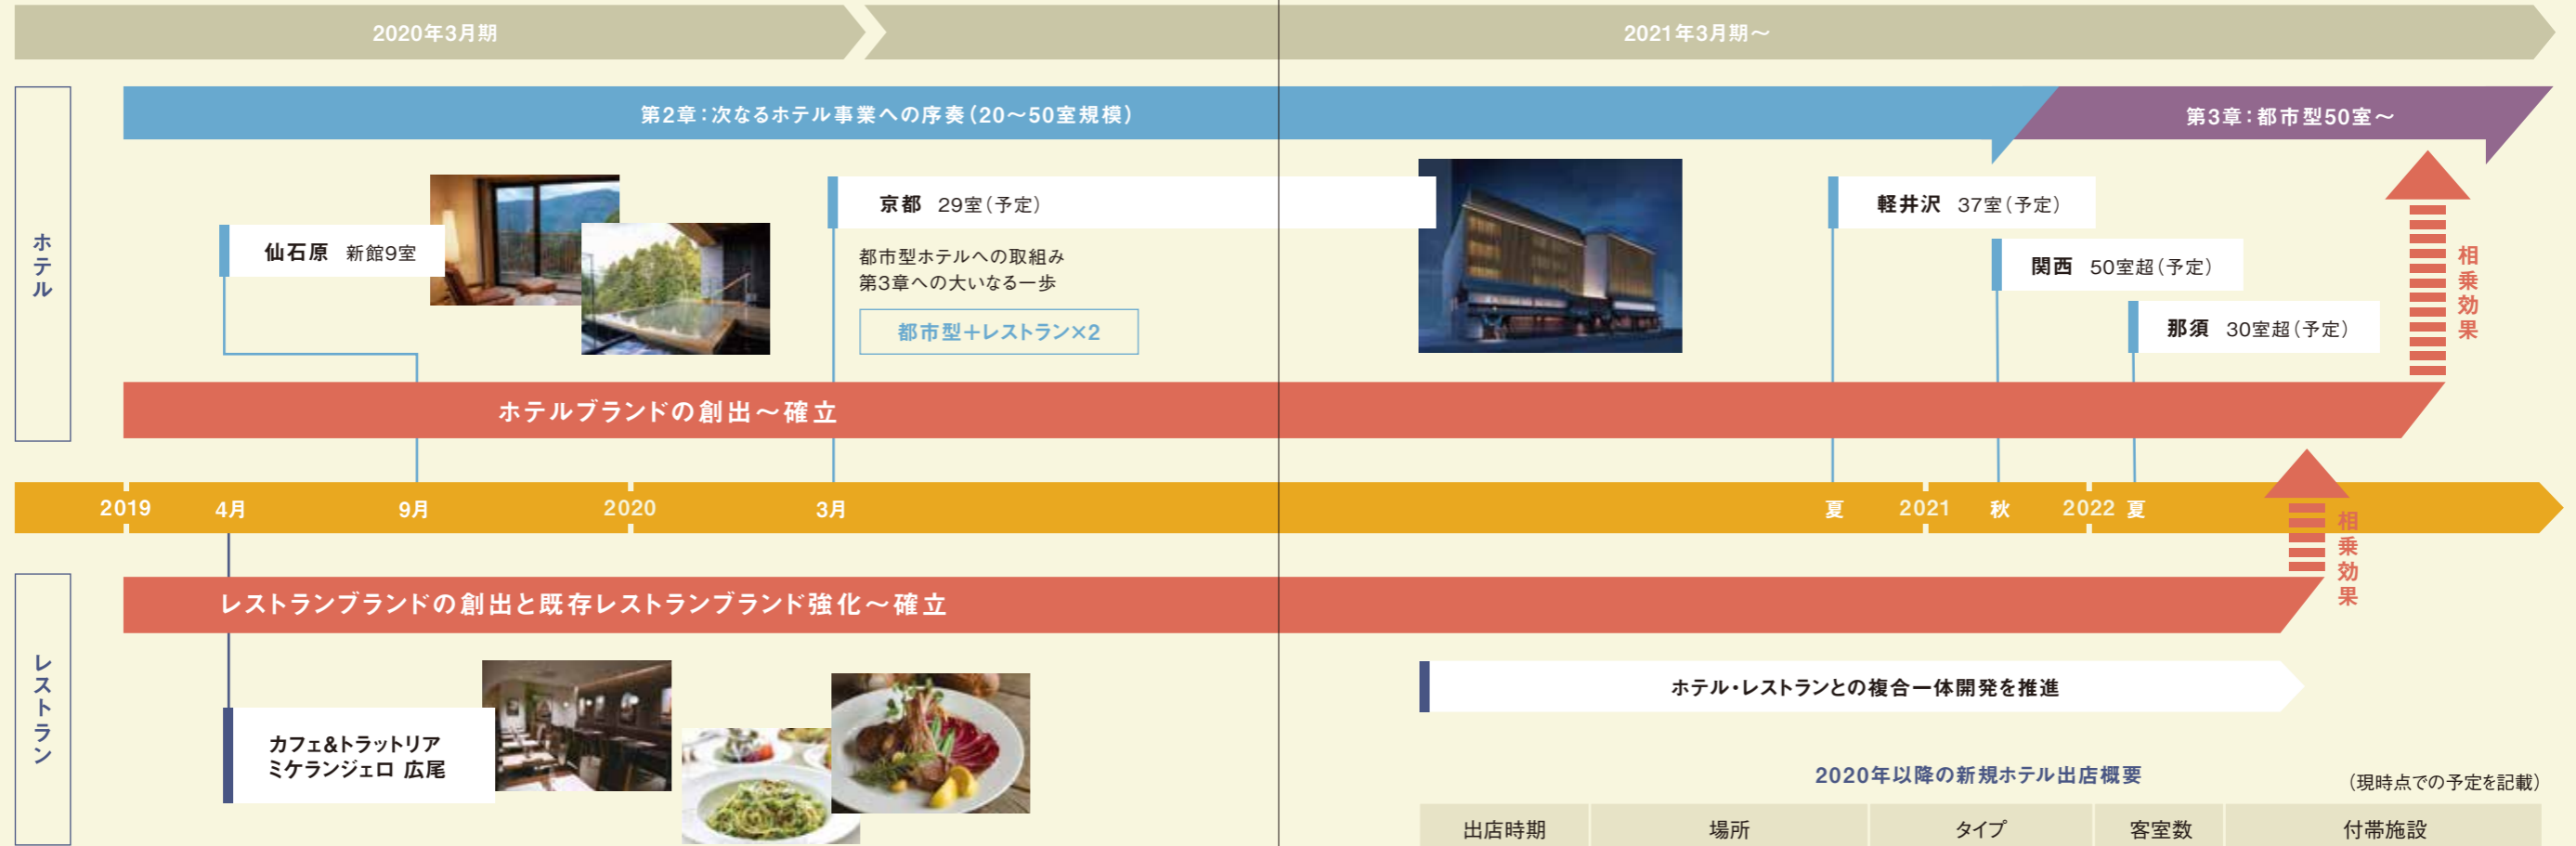 2020年3月期
2021年3月期～
ホテル
第2章：次なるホテル事業への序奏（20～50室規模）
第3章：都市型50室～
仙石原 新館9室
京都 29室（予定）
都市型ホテルへの取組み
第3章への大いなる一歩
都市型＋レストラン×2
軽井沢 37室（予定）
関西 50室超（予定）
那須 30室超（予定）
相乗効果
ホテルブランドの創出～確立
2019 4月 9月 2020 3月 夏 2021 秋 2022 夏
相乗効果
レストラン
レストランブランドの創出と既存レストランブランド強化～確立
カフェ&トラットリア
ミケランジェロ 広尾
ホテル・レストランとの複合一体開発を推進
2020年以降の新規ホテル出店概要
（現時点での予定を記載）
出店時期 場所 タイプ 客室数 付帯施設